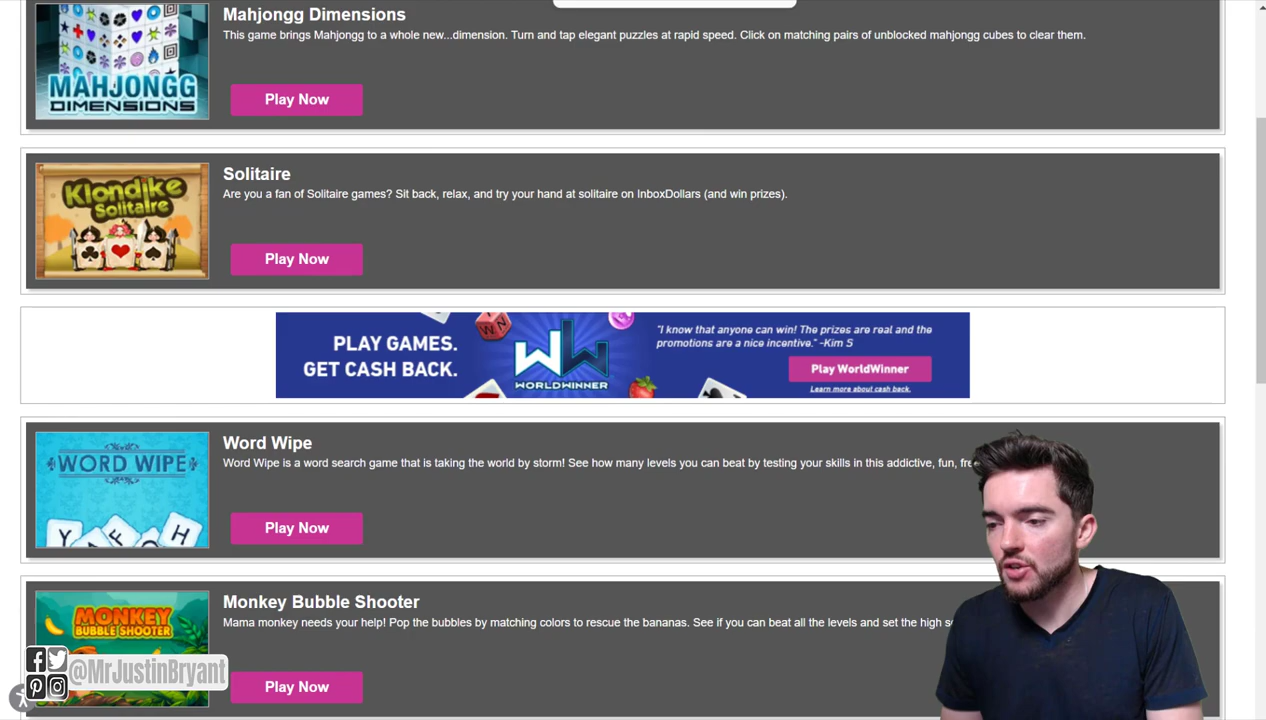 Mahjongg Dimensions
This game brings Mahjongg to a whole new...dimension. Turn and tap elegant puzzles at rapid speed. Click on matching pairs of unblocked mahjongg cubes to clear them.
MAHJONGG
DIMENSIONS
Play Now
Solitaire
Are you a fan of Solitaire games? Sit back, relax, and try your hand at solitaire on InboxDollars (and win prizes).
Klondike
Solitaire
Play Now
PLAY GAMES.
GET CASH BACK.
WORLDWINNER
"I know that anyone can win! The prizes are real and the
promotions are a nice incentive." -Kim S
Play WorldWinner
Learn more about cash back.
Word Wipe
Word Wipe is a word search game that is taking the world by storm! See how many levels you can beat by testing your skills in this addictive, fun,
WORD WIPE
Y F H
Play Now
Monkey Bubble Shooter
Mama monkey needs your help! Pop the bubbles by matching colors to rescue the bananas. See if you can beat all the levels and set the high
MONKEY
BUBBLE SHOOTER
@MrJustinBryant
Play Now